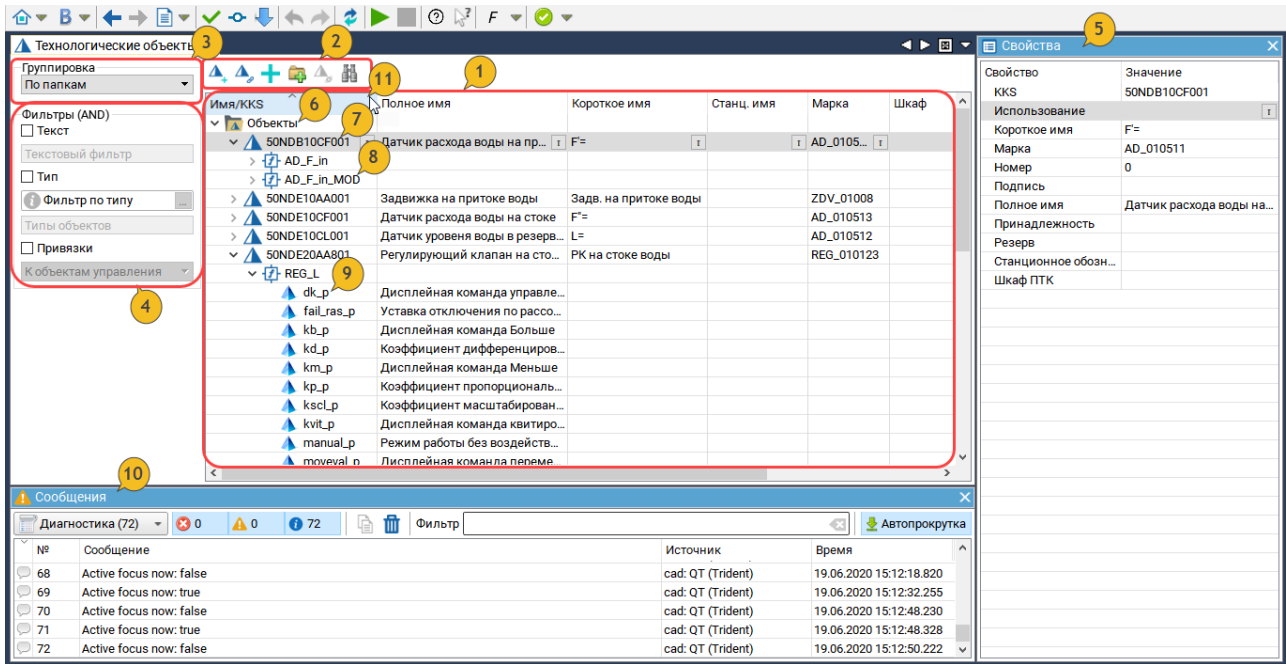 B F
Технологические объекты 3 2
Группировка
По папкам
Фильтры (AND)
Текст
Текстовый фильтр
Тип
Фильтр по типу ...
Типы объектов
Привязки
К объектам управления
4
11 1
Имя/KKS 6 Полное имя Короткое имя Станц. имя Марка Шкаф
Объекты 7
50NDB10CF001 Датчик расхода воды на пр... F'= AD_0105...
AD_F_in 8
AD_F_in_MOD
50NDE10AA001 Задвижка на притоке воды Задв. на притоке воды ZDV_01008
50NDE10CF001 Датчик расхода воды на стоке F"= AD_010513
50NDE10CL001 Датчик уровеня воды в резерв... L= AD_010512
50NDE20AA801 Регулирующий клапан на сто... РК на стоке воды REG_010123
REG_L 9
dk_p Дисплейная команда управле...
fail_ras_p Уставка отключения по рассо...
kb_p Дисплейная команда Больше
kd_p Коэффициент дифференциров...
km_p Дисплейная команда Меньше
kp_p Коэффициент пропорциональ...
kscl_p Коэффициент масштабирован...
kvit_p Дисплейная команда квитиро...
manual_p Режим работы без воздейств...
moveval_p Дисплейная команда переме...
5
Свойства
Свойство Значение
KKS 50NDB10CF001
Использование
Короткое имя F'=
Марка AD_010511
Номер 0
Подпись
Полное имя Датчик расхода воды на...
Принадлежность
Резерв
Станционное обозн...
Шкаф ПТК
10
Сообщения
Диагностика (72) 0 0 72 Фильтр Автопрокрутка
№ Сообщение Источник Время
68 Active focus now: false cad: QT (Trident) 19.06.2020 15:12:18.820
69 Active focus now: true cad: QT (Trident) 19.06.2020 15:12:32.255
70 Active focus now: false cad: QT (Trident) 19.06.2020 15:12:48.230
71 Active focus now: true cad: QT (Trident) 19.06.2020 15:12:48.328
72 Active focus now: false cad: QT (Trident) 19.06.2020 15:12:50.222